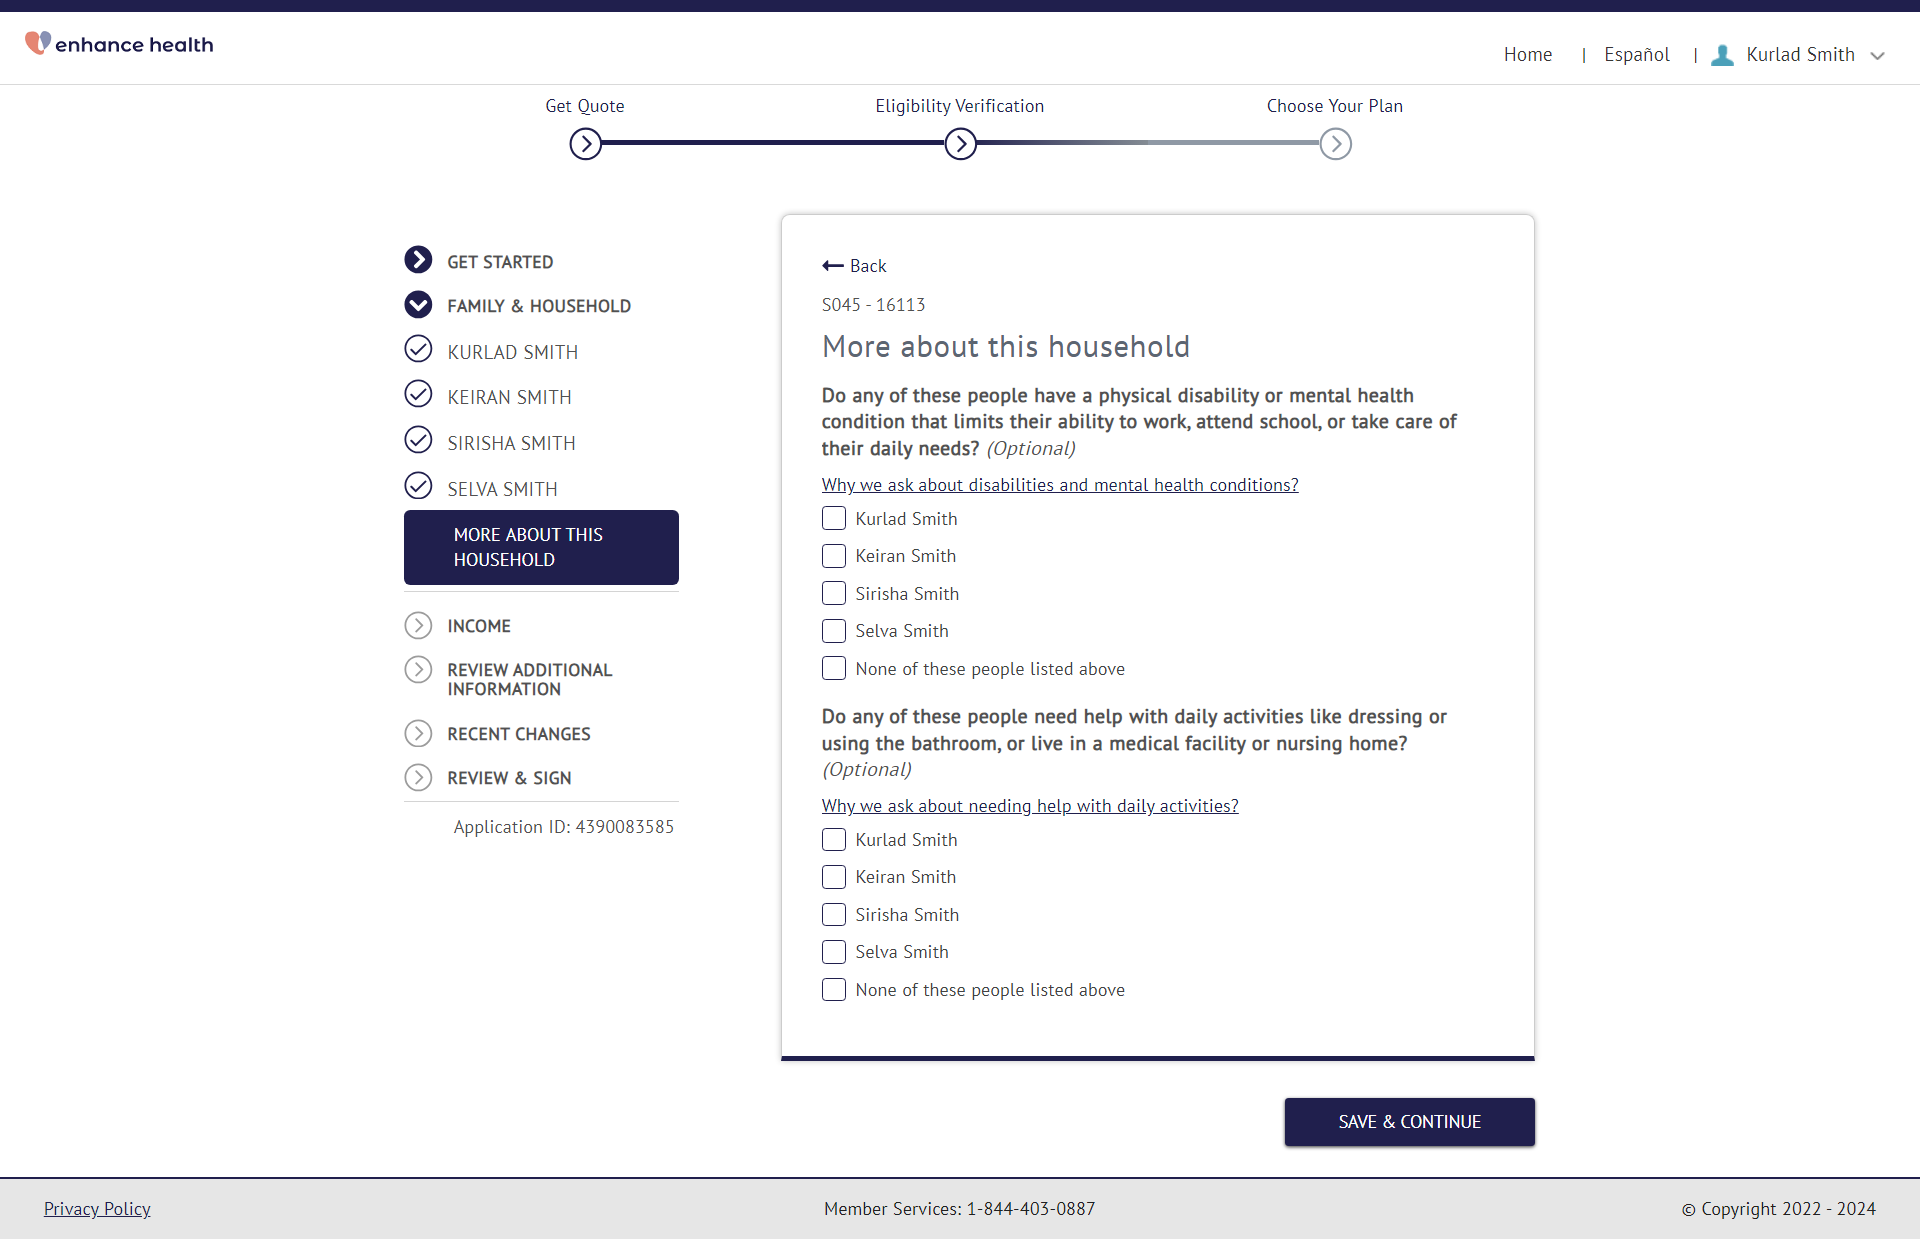 enhance health
Home | Español | Kurlad Smith
Get Quote
Eligibility Verification
Choose Your Plan
GET STARTED
FAMILY & HOUSEHOLD
KURLAD SMITH
KEIRAN SMITH
SIRISHA SMITH
SELVA SMITH
MORE ABOUT THIS
HOUSEHOLD
INCOME
REVIEW ADDITIONAL
INFORMATION
RECENT CHANGES
REVIEW & SIGN
Application ID: 4390083585
Back
S045 - 16113
More about this household
Do any of these people have a physical disability or mental health
condition that limits their ability to work, attend school, or take care of
their daily needs? (Optional)
Why we ask about disabilities and mental health conditions?
Kurlad Smith
Keiran Smith
Sirisha Smith
Selva Smith
None of these people listed above
Do any of these people need help with daily activities like dressing or
using the bathroom, or live in a medical facility or nursing home?
(Optional)
Why we ask about needing help with daily activities?
Kurlad Smith
Keiran Smith
Sirisha Smith
Selva Smith
None of these people listed above
SAVE & CONTINUE
Privacy Policy
Member Services: 1-844-403-0887
© Copyright 2022 - 2024